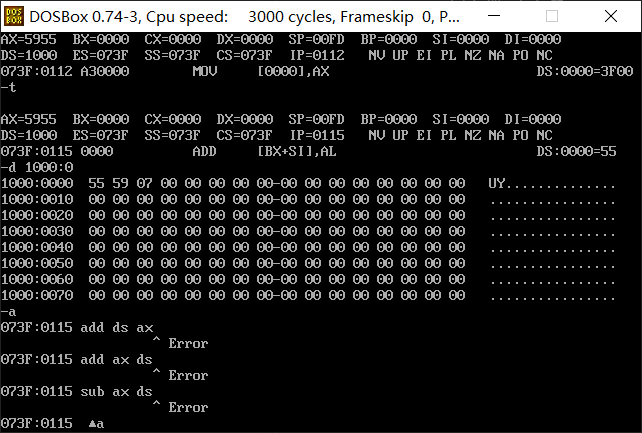 DOSBox 0.74-3, Cpu speed:    3000 cycles, Frameskip  0, P...
AX=5955  BX=0000  CX=0000  DX=0000  SP=00FD  BP=0000  SI=0000  DI=0000
DS=1000  ES=073F  SS=073F  CS=073F  IP=0112   NV UP EI PL NZ NA PO NC
073F:0112 A30000        MOV     [0000],AX                          DS:0000=3F00
-t
AX=5955  BX=0000  CX=0000  DX=0000  SP=00FD  BP=0000  SI=0000  DI=0000
DS=1000  ES=073F  SS=073F  CS=073F  IP=0115   NV UP EI PL NZ NA PO NC
073F:0115 0000          ADD     [BX+SI],AL                         DS:0000=55
-d 1000:0
1000:0000  55 59 07 00 00 00 00 00-00 00 00 00 00 00 00 00   UY..............
1000:0010  00 00 00 00 00 00 00 00-00 00 00 00 00 00 00 00   ................
1000:0020  00 00 00 00 00 00 00 00-00 00 00 00 00 00 00 00   ................
1000:0030  00 00 00 00 00 00 00 00-00 00 00 00 00 00 00 00   ................
1000:0040  00 00 00 00 00 00 00 00-00 00 00 00 00 00 00 00   ................
1000:0050  00 00 00 00 00 00 00 00-00 00 00 00 00 00 00 00   ................
1000:0060  00 00 00 00 00 00 00 00-00 00 00 00 00 00 00 00   ................
1000:0070  00 00 00 00 00 00 00 00-00 00 00 00 00 00 00 00   ................
-a
073F:0115 add ds ax
^ Error
073F:0115 add ax ds
^ Error
073F:0115 sub ax ds
^ Error
073F:0115  ▲a